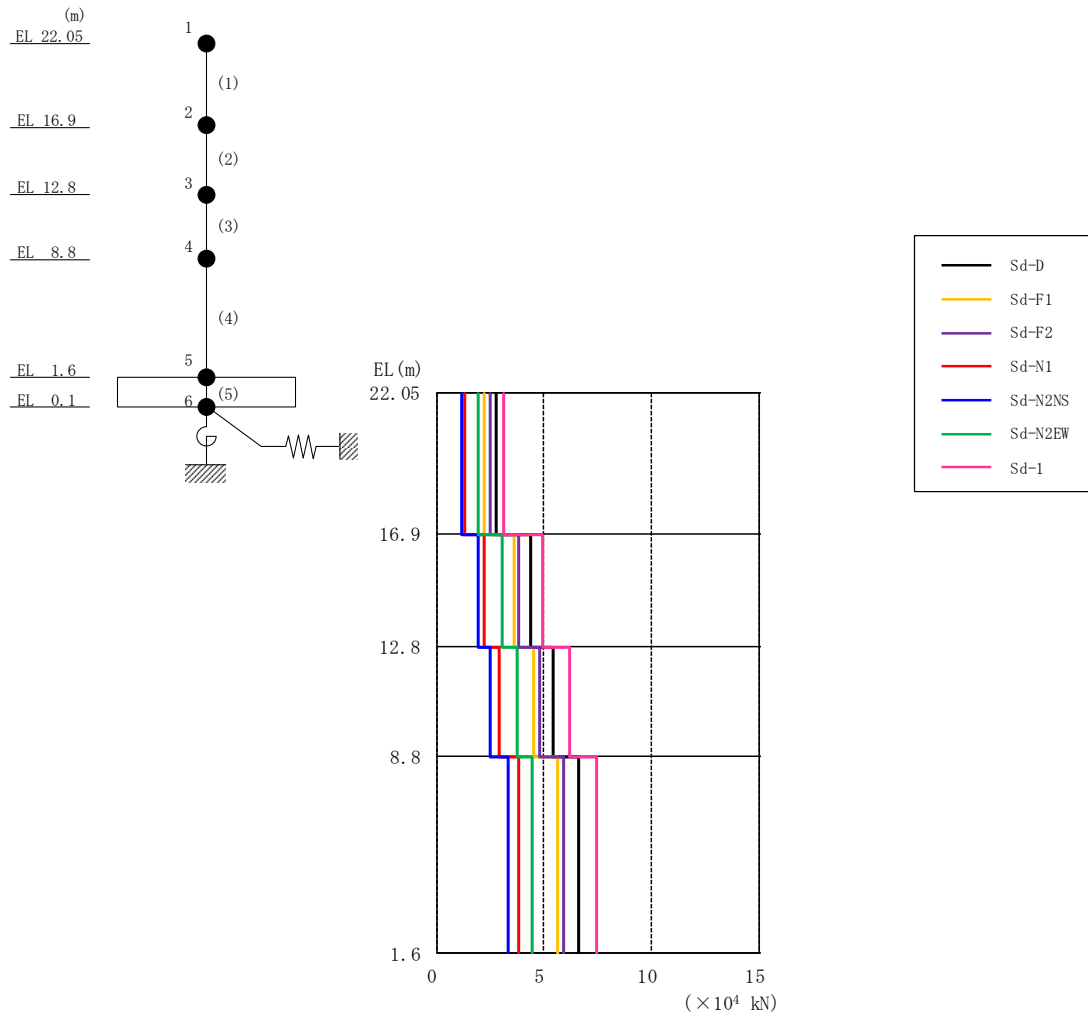 (m)
EL 22.05
EL 16.9
EL 12.8
EL 8.8
EL 1.6
EL 0.1
1
(1)
2
(2)
3
(3)
4
(4)
5
(5)
6
Sd-D
Sd-F1
Sd-F2
Sd-N1
Sd-N2NS
Sd-N2EW
Sd-1
EL(m)
22.05
16.9
12.8
8.8
1.6
0 5 10 15
(×10⁴ kN)